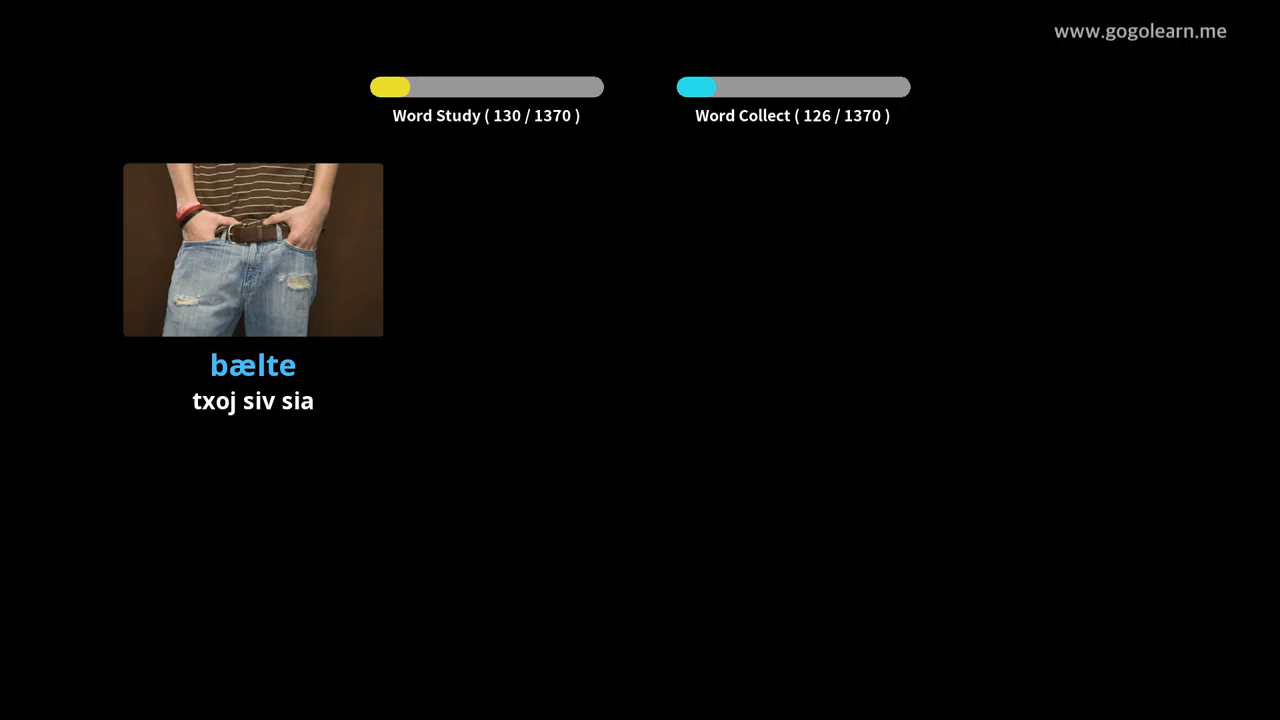 www.gogolearn.me
Word Study ( 130 / 1370 )
Word Collect ( 126 / 1370 )
bælte
txoj siv sia